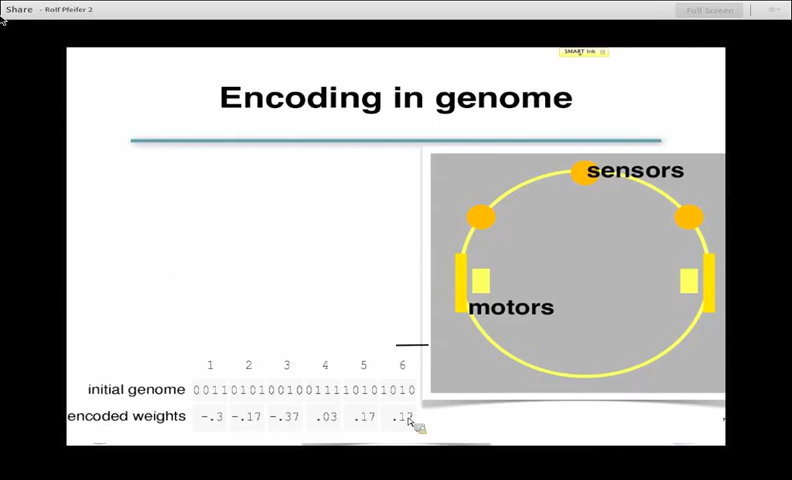 Share - Rolf Pfeifer 2
Full Screen
SMART Ink
Encoding in genome
sensors
motors
1 2 3 4 5 6
initial genome 001101010010011110101010
encoded weights -.3 -.17 -.37 .03 .17